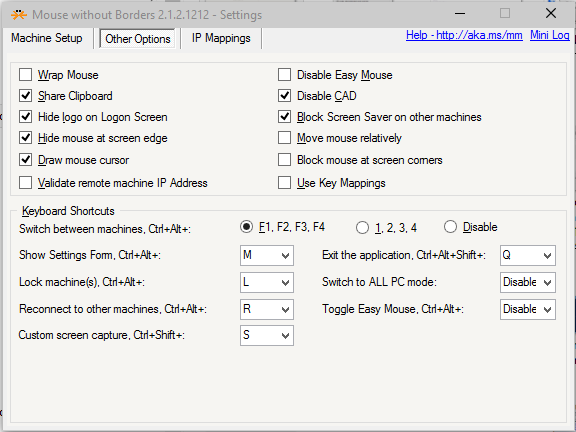 Mouse without Borders 2.1.2.1212 - Settings
Machine Setup Other Options IP Mappings Help - http://aka.ms/mm Mini Log
Wrap Mouse Disable Easy Mouse
Share Clipboard Disable CAD
Hide logo on Logon Screen Block Screen Saver on other machines
Hide mouse at screen edge Move mouse relatively
Draw mouse cursor Block mouse at screen corners
Validate remote machine IP Address Use Key Mappings
Keyboard Shortcuts
Switch between machines, Ctrl+Alt+: F1, F2, F3, F4 1, 2, 3, 4 Disable
Show Settings Form, Ctrl+Alt+: M Exit the application, Ctrl+Alt+Shift+: Q
Lock machine(s), Ctrl+Alt+: L Switch to ALL PC mode: Disable
Reconnect to other machines, Ctrl+Alt+: R Toggle Easy Mouse, Ctrl+Alt+: Disable
Custom screen capture, Ctrl+Shift+: S